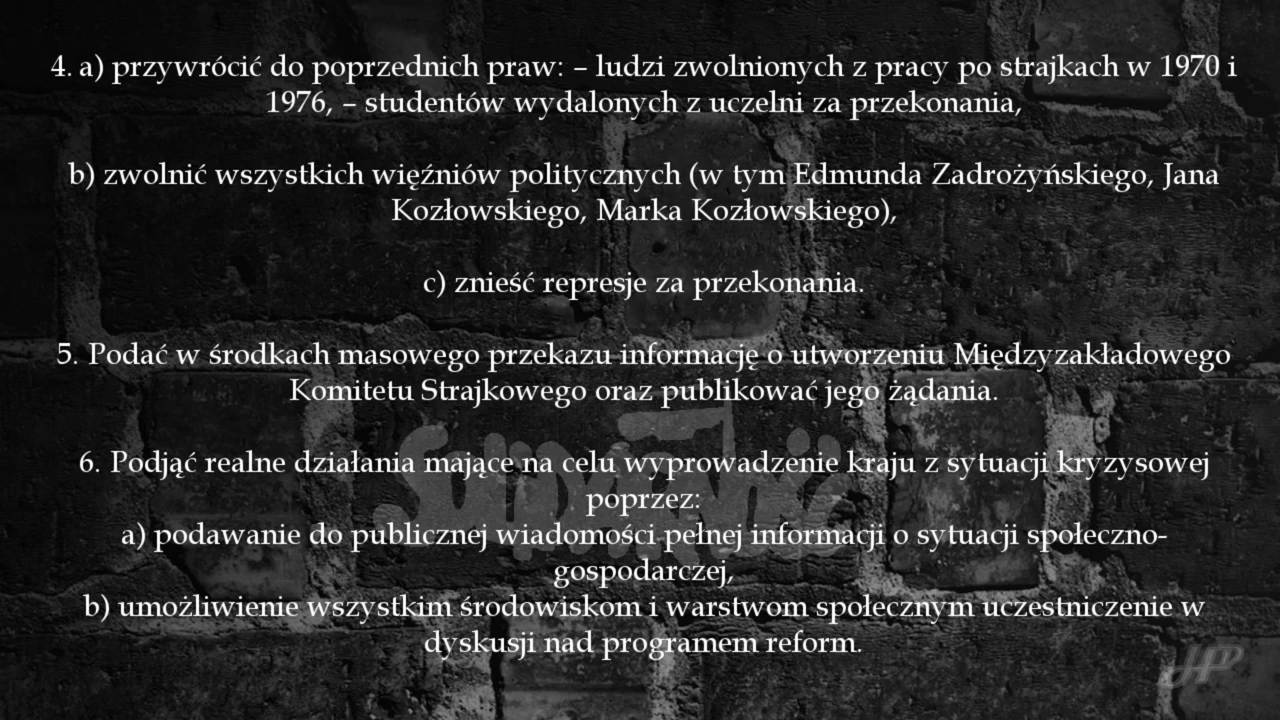 4. a) przywrócić do poprzednich praw: – ludzi zwolnionych z pracy po strajkach w 1970 i
1976, – studentów wydalonych z uczelni za przekonania,
b) zwolnić wszystkich więźniów politycznych (w tym Edmunda Zadrożyńskiego, Jana
Kozłowskiego, Marka Kozłowskiego),
c) znieść represje za przekonania.
5. Podać w środkach masowego przekazu informację o utworzeniu Międzyzakładowego
Komitetu Strajkowego oraz publikować jego żądania.
6. Podjąć realne działania mające na celu wyprowadzenie kraju z sytuacji kryzysowej
poprzez:
a) podawanie do publicznej wiadomości pełnej informacji o sytuacji społeczno-
gospodarczej,
b) umożliwienie wszystkim środowiskom i warstwom społecznym uczestniczenie w
dyskusji nad programem reform.
Solidarność
HP